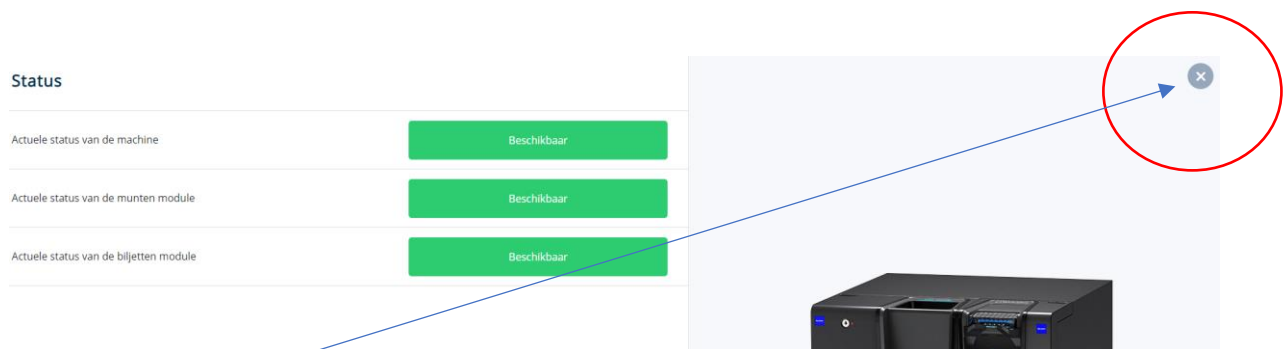 Status
Actuele status van de machine
Beschikbaar
Actuele status van de munten module
Beschikbaar
Actuele status van de biljetten module
Beschikbaar